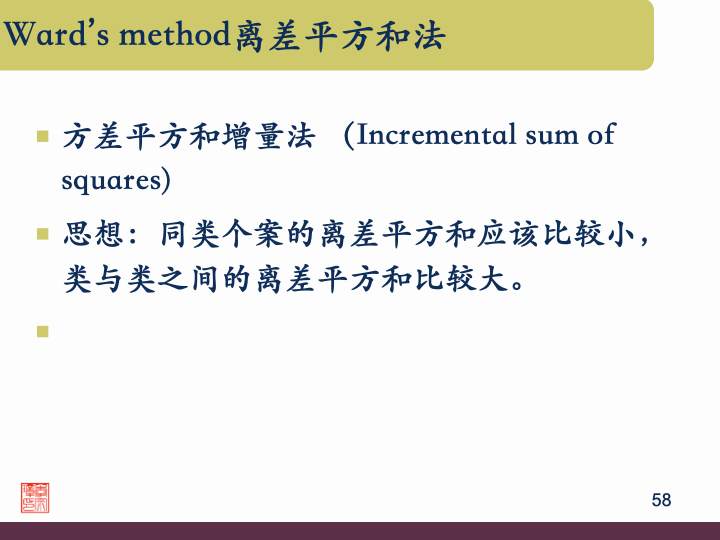 Ward’s method离差平方和法
方差平方和增量法 （Incremental sum of
squares)
思想：同类个案的离差平方和应该比较小，
类与类之间的离差平方和比较大。
58